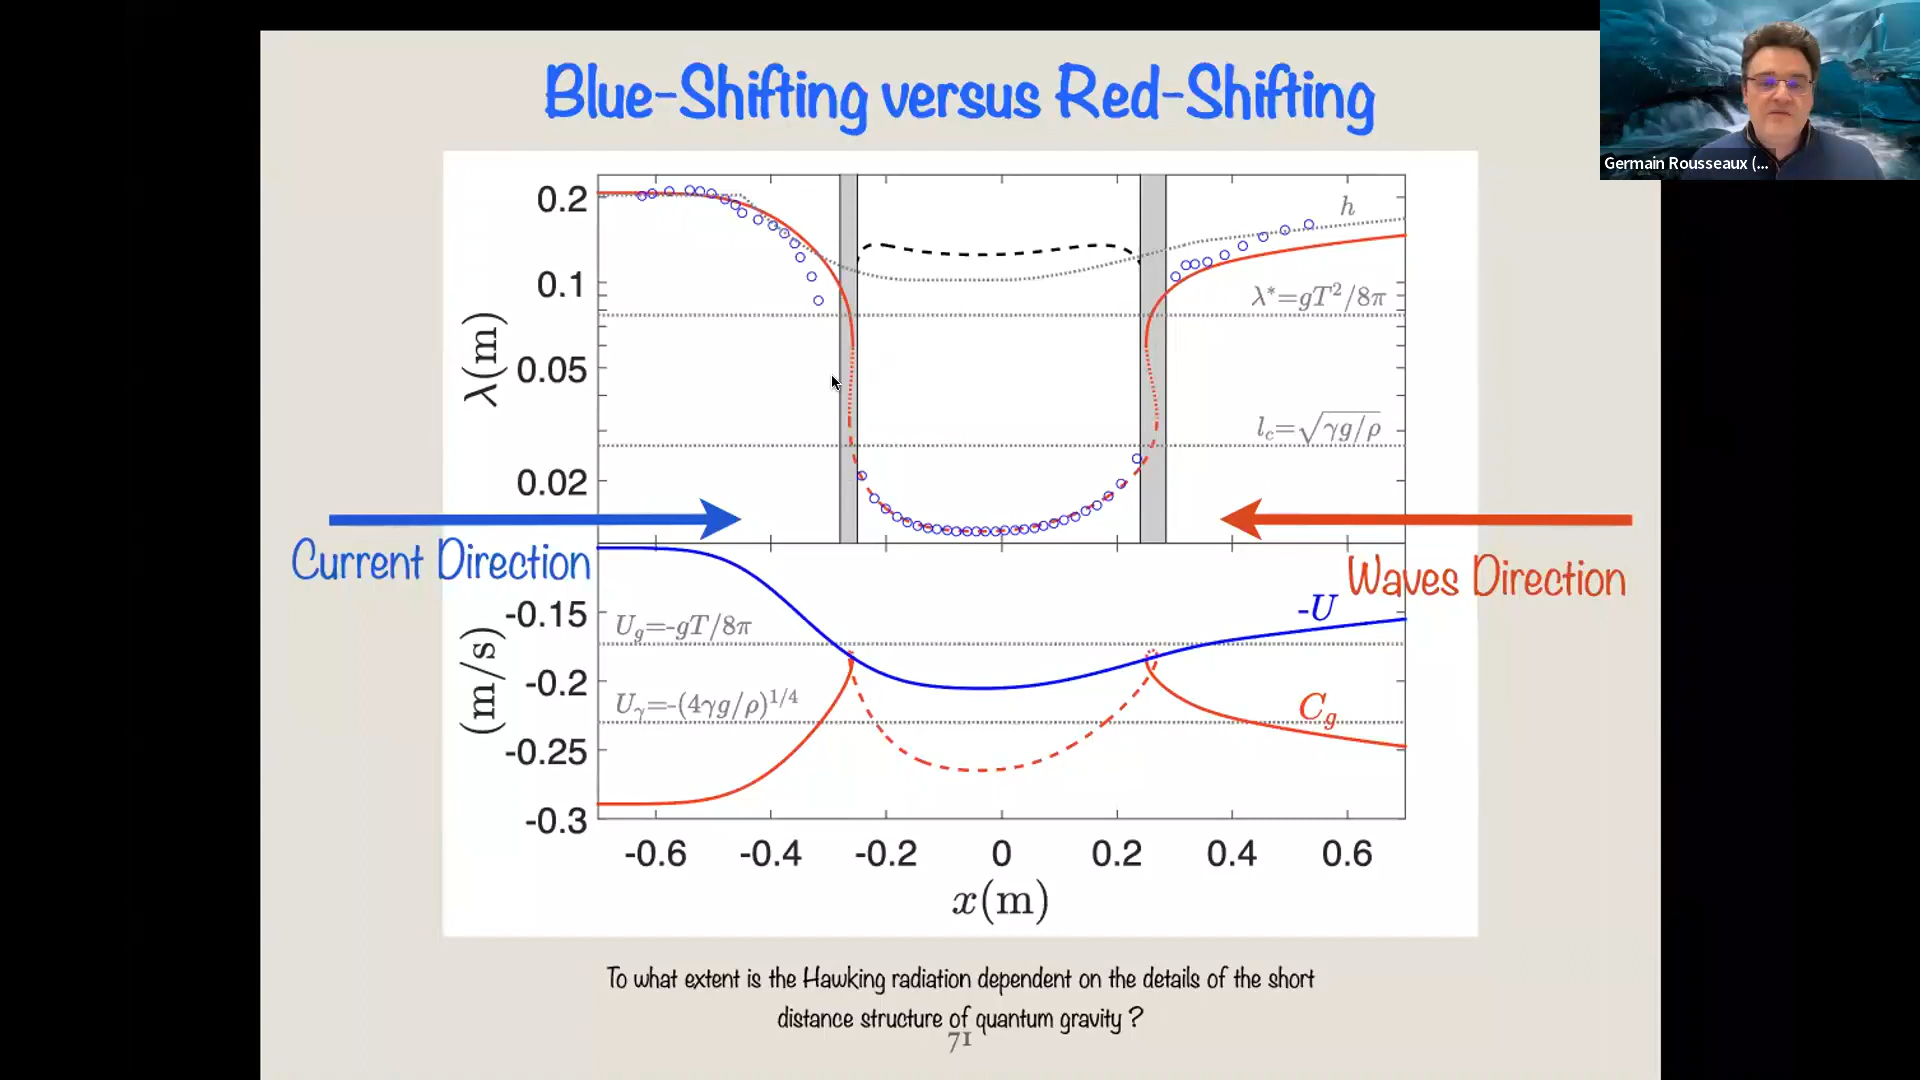 Blue-Shifting versus Red-Shifting
Germain Rousseaux (...
0.2
0.1
0.05
0.02
λ(m)
h
λ*=gT²/8π
l_c=√γg/ρ
Current Direction
Waves Direction
-0.15
-0.2
-0.25
-0.3
(m/s)
U_g=-gT/8π
U_γ=-(4γg/ρ)^1/4
-U
C_g
-0.6 -0.4 -0.2 0 0.2 0.4 0.6
x(m)
To what extent is the Hawking radiation dependent on the details of the short
distance structure of quantum gravity ?
71